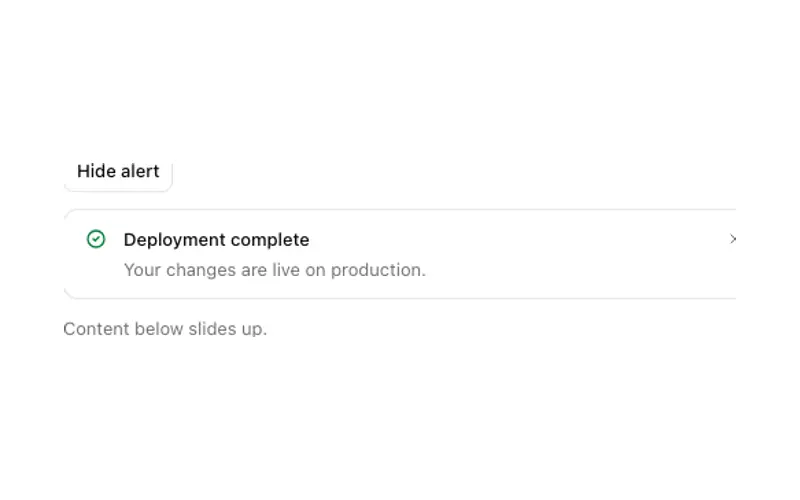 Hide alert
Deployment complete
Your changes are live on production.
Content below slides up.